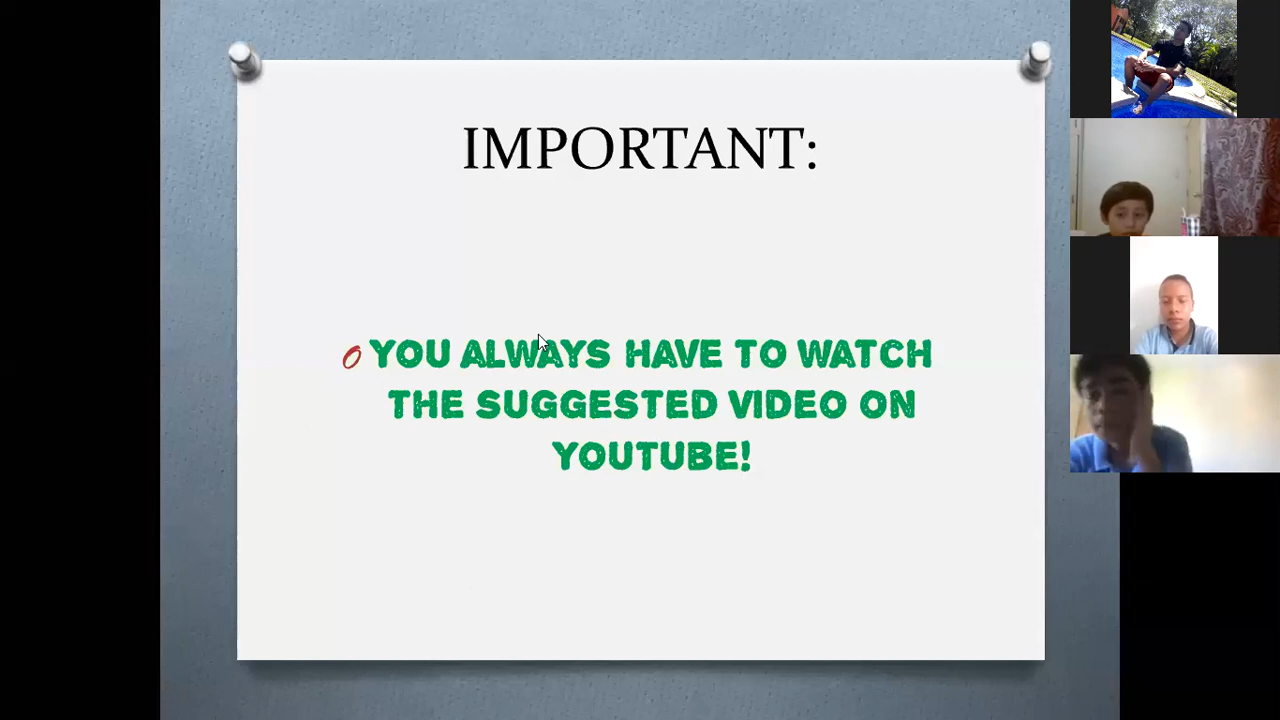 IMPORTANT:
YOU ALWAYS HAVE TO WATCH
THE SUGGESTED VIDEO ON
YOUTUBE!